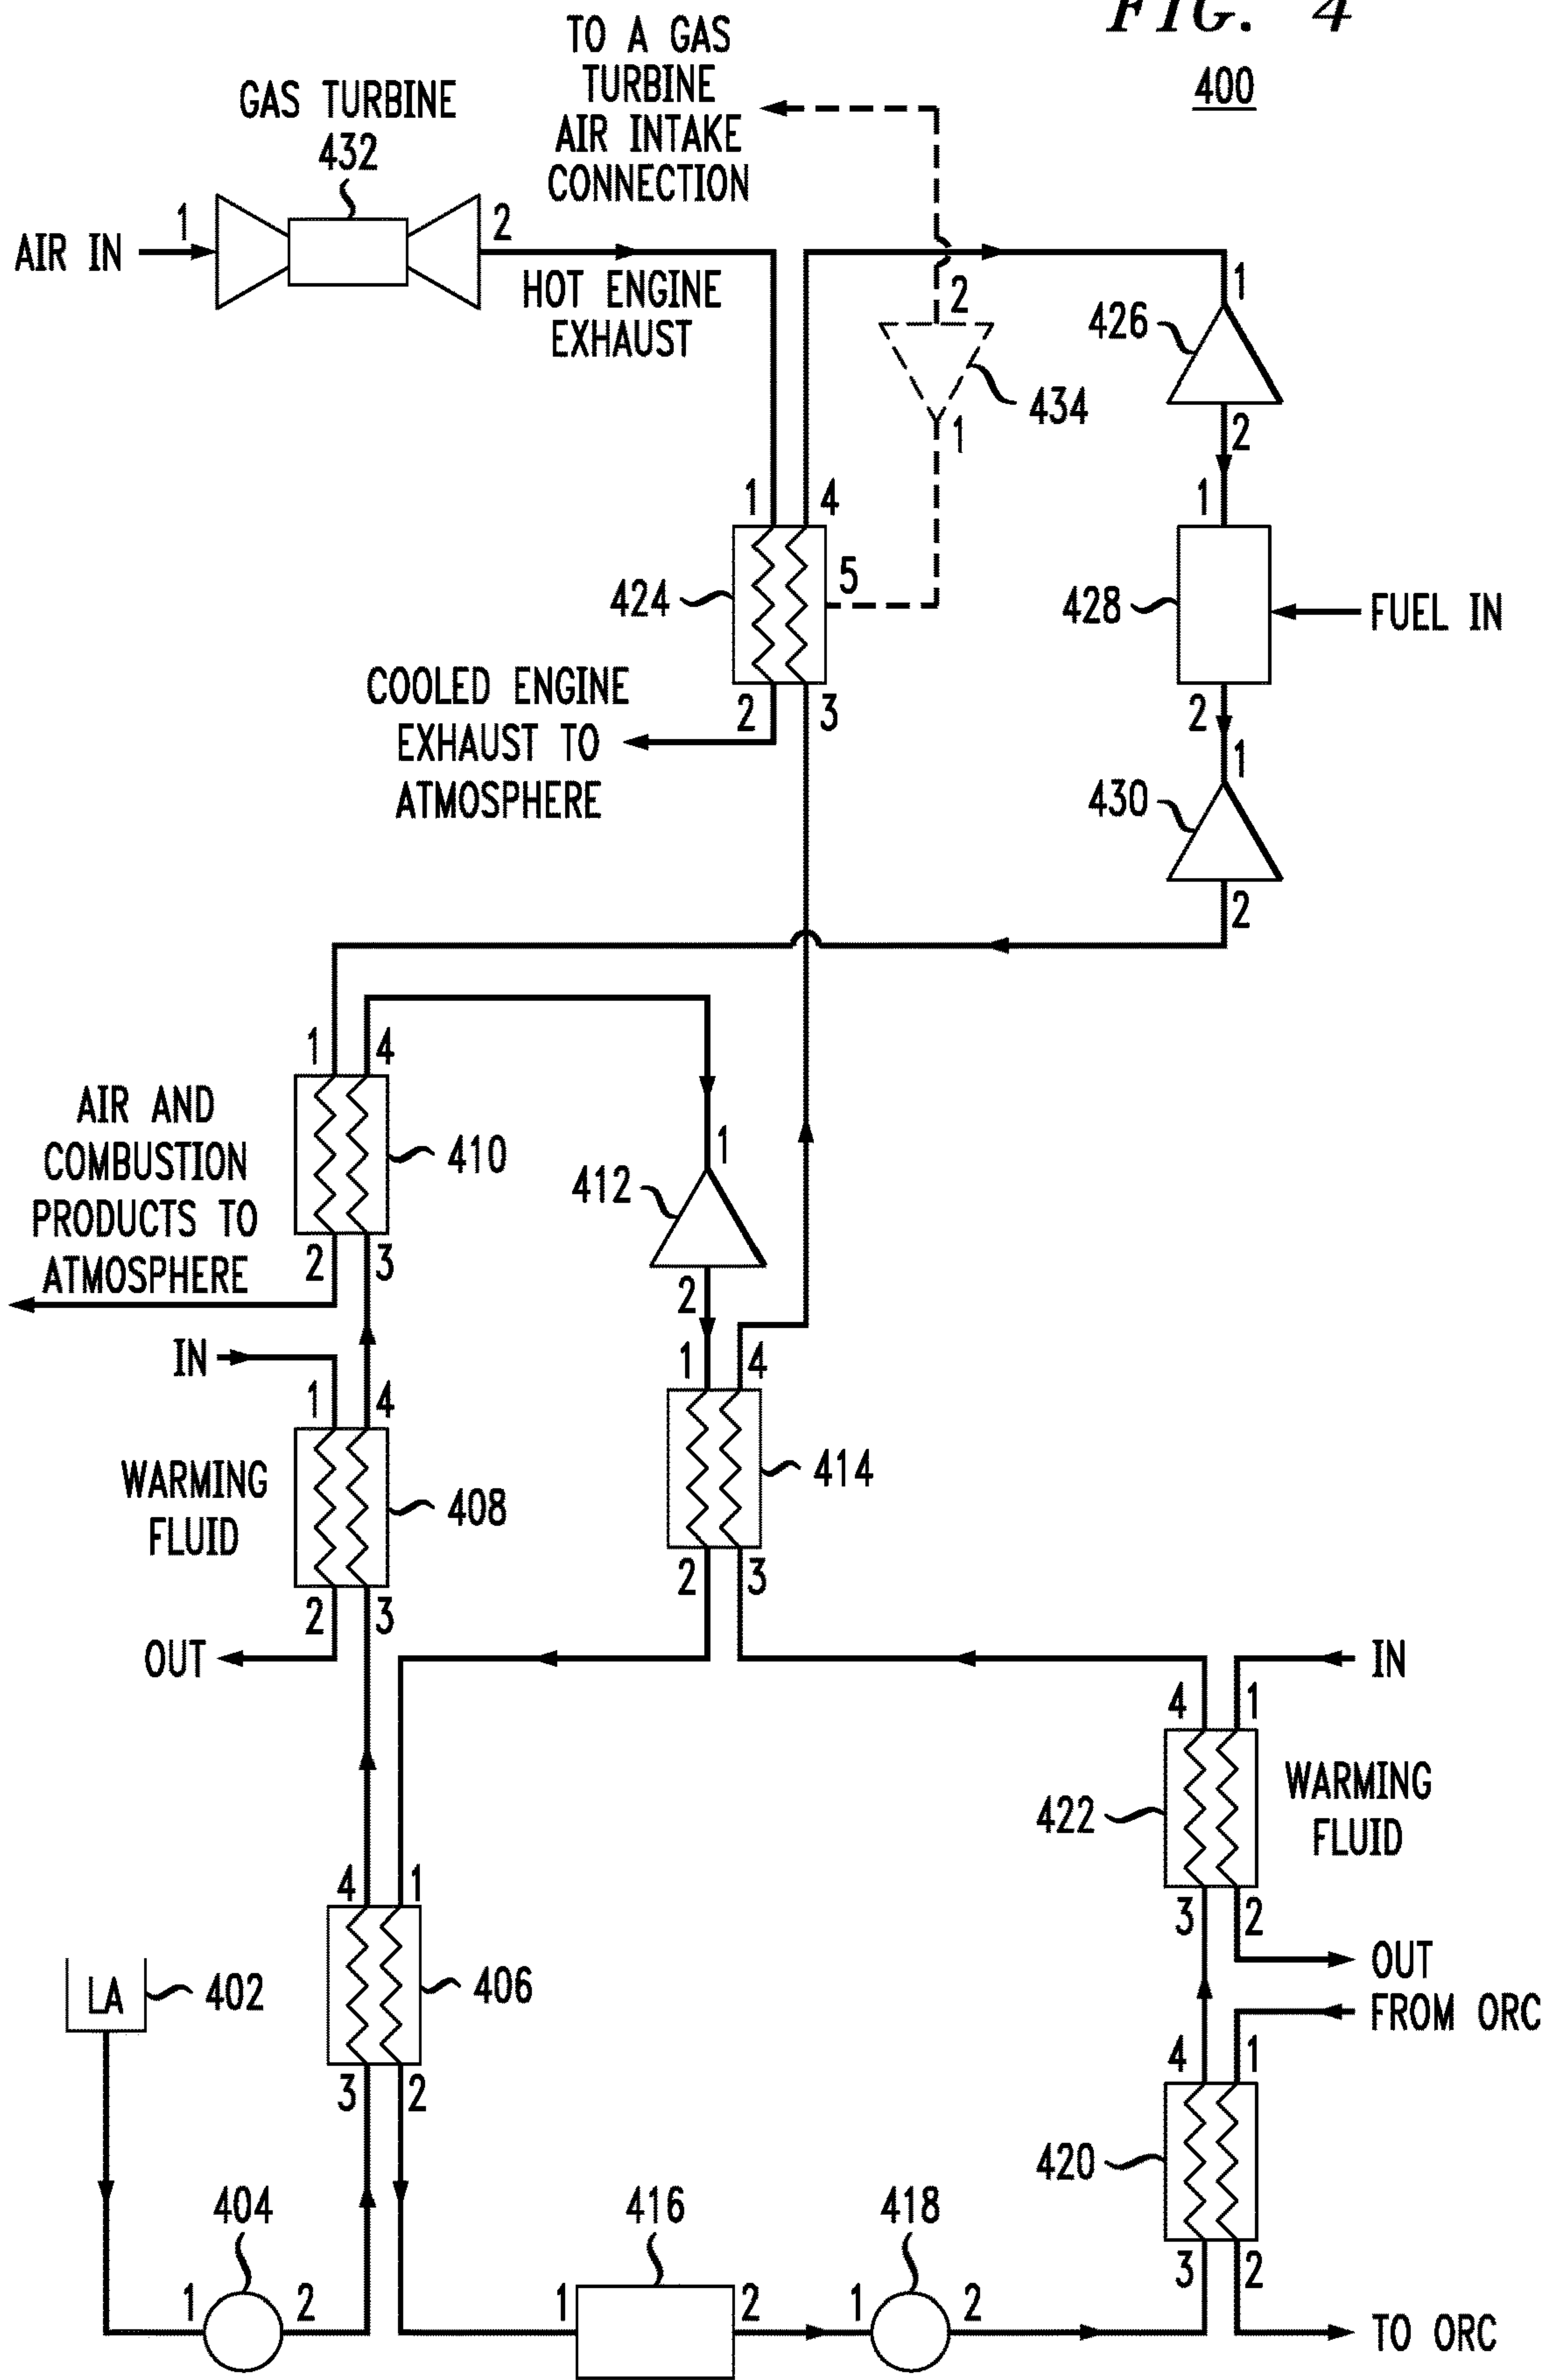 FIG. 4
400
TO A GAS
TURBINE
AIR INTAKE
CONNECTION
GAS TURBINE
432
1
2
AIR IN
HOT ENGINE
EXHAUST
2
434
1
1
426
2
1
4
5
424
1
428
FUEL IN
2
3
COOLED ENGINE
EXHAUST TO
ATMOSPHERE
2
1
430
2
1
4
410
AIR AND
COMBUSTION
PRODUCTS TO
ATMOSPHERE
2
3
1
412
2
IN
1
4
1
4
WARMING
FLUID
408
414
2
3
2
3
OUT
IN
4
1
422
WARMING
FLUID
3
2
OUT
FROM ORC
4
1
406
LA
402
3
2
4
1
420
3
2
404
1
2
416
1
2
418
1
2
TO ORC